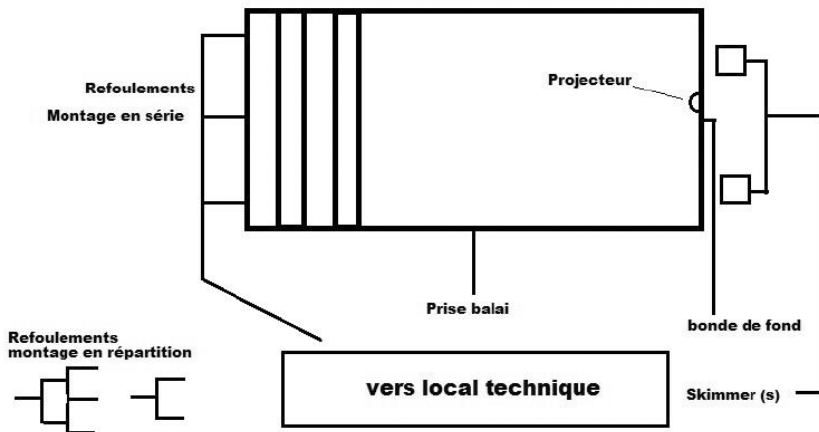 Projecteur
Refoulements
Montage en série
Prise balai
bonde de fond
Refoulements
montage en répartition
vers local technique
Skimmer (s)